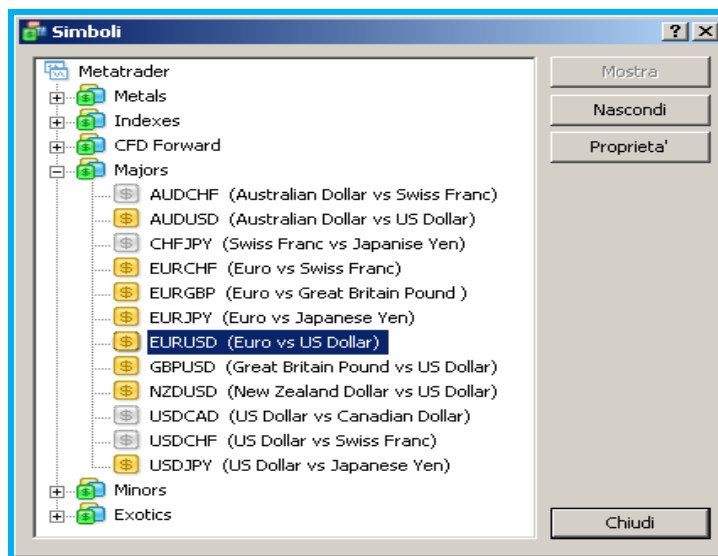 Simboli
Metatrader
Mostra
Metals
Nascondi
Indexes
CFD Forward
Proprieta'
Majors
AUDCHF (Australian Dollar vs Swiss Franc)
AUDUSD (Australian Dollar vs US Dollar)
CHFJPY (Swiss Franc vs Japanise Yen)
EURCHF (Euro vs Swiss Franc)
EURGBP (Euro vs Great Britain Pound )
EURJPY (Euro vs Japanese Yen)
EURUSD (Euro vs US Dollar)
GBPUSD (Great Britain Pound vs US Dollar)
NZDUSD (New Zealand Dollar vs US Dollar)
USDCAD (US Dollar vs Canadian Dollar)
USDCHF (US Dollar vs Swiss Franc)
USDJPY (US Dollar vs Japanese Yen)
Minors
Exotics
Chiudi